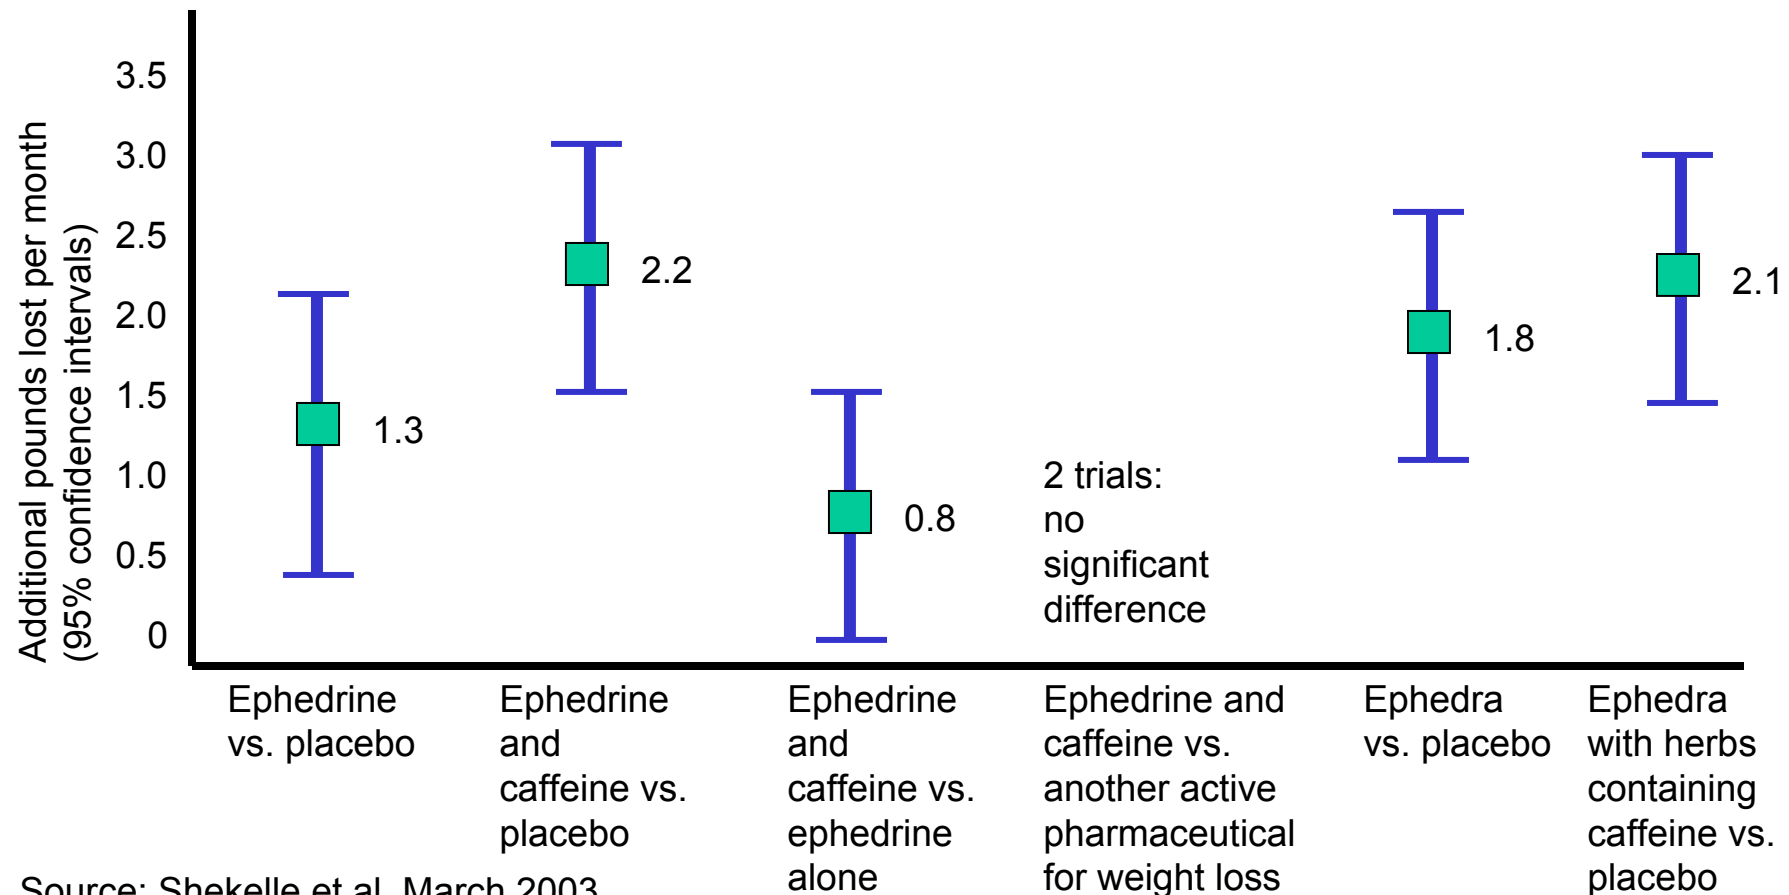 Additional pounds lost per month
(95% confidence intervals)
3.5
3.0
2.5
2.0
1.5
1.0
0.5
0
1.3
2.2
0.8
2 trials:
no
significant
difference
1.8
2.1
Ephedrine
vs. placebo
Ephedrine
and
caffeine vs.
placebo
Ephedrine
and
caffeine vs.
ephedrine
alone
Ephedrine and
caffeine vs.
another active
pharmaceutical
for weight loss
Ephedra
vs. placebo
Ephedra
with herbs
containing
caffeine vs.
placebo
Source: Shekelle et al, March 2003